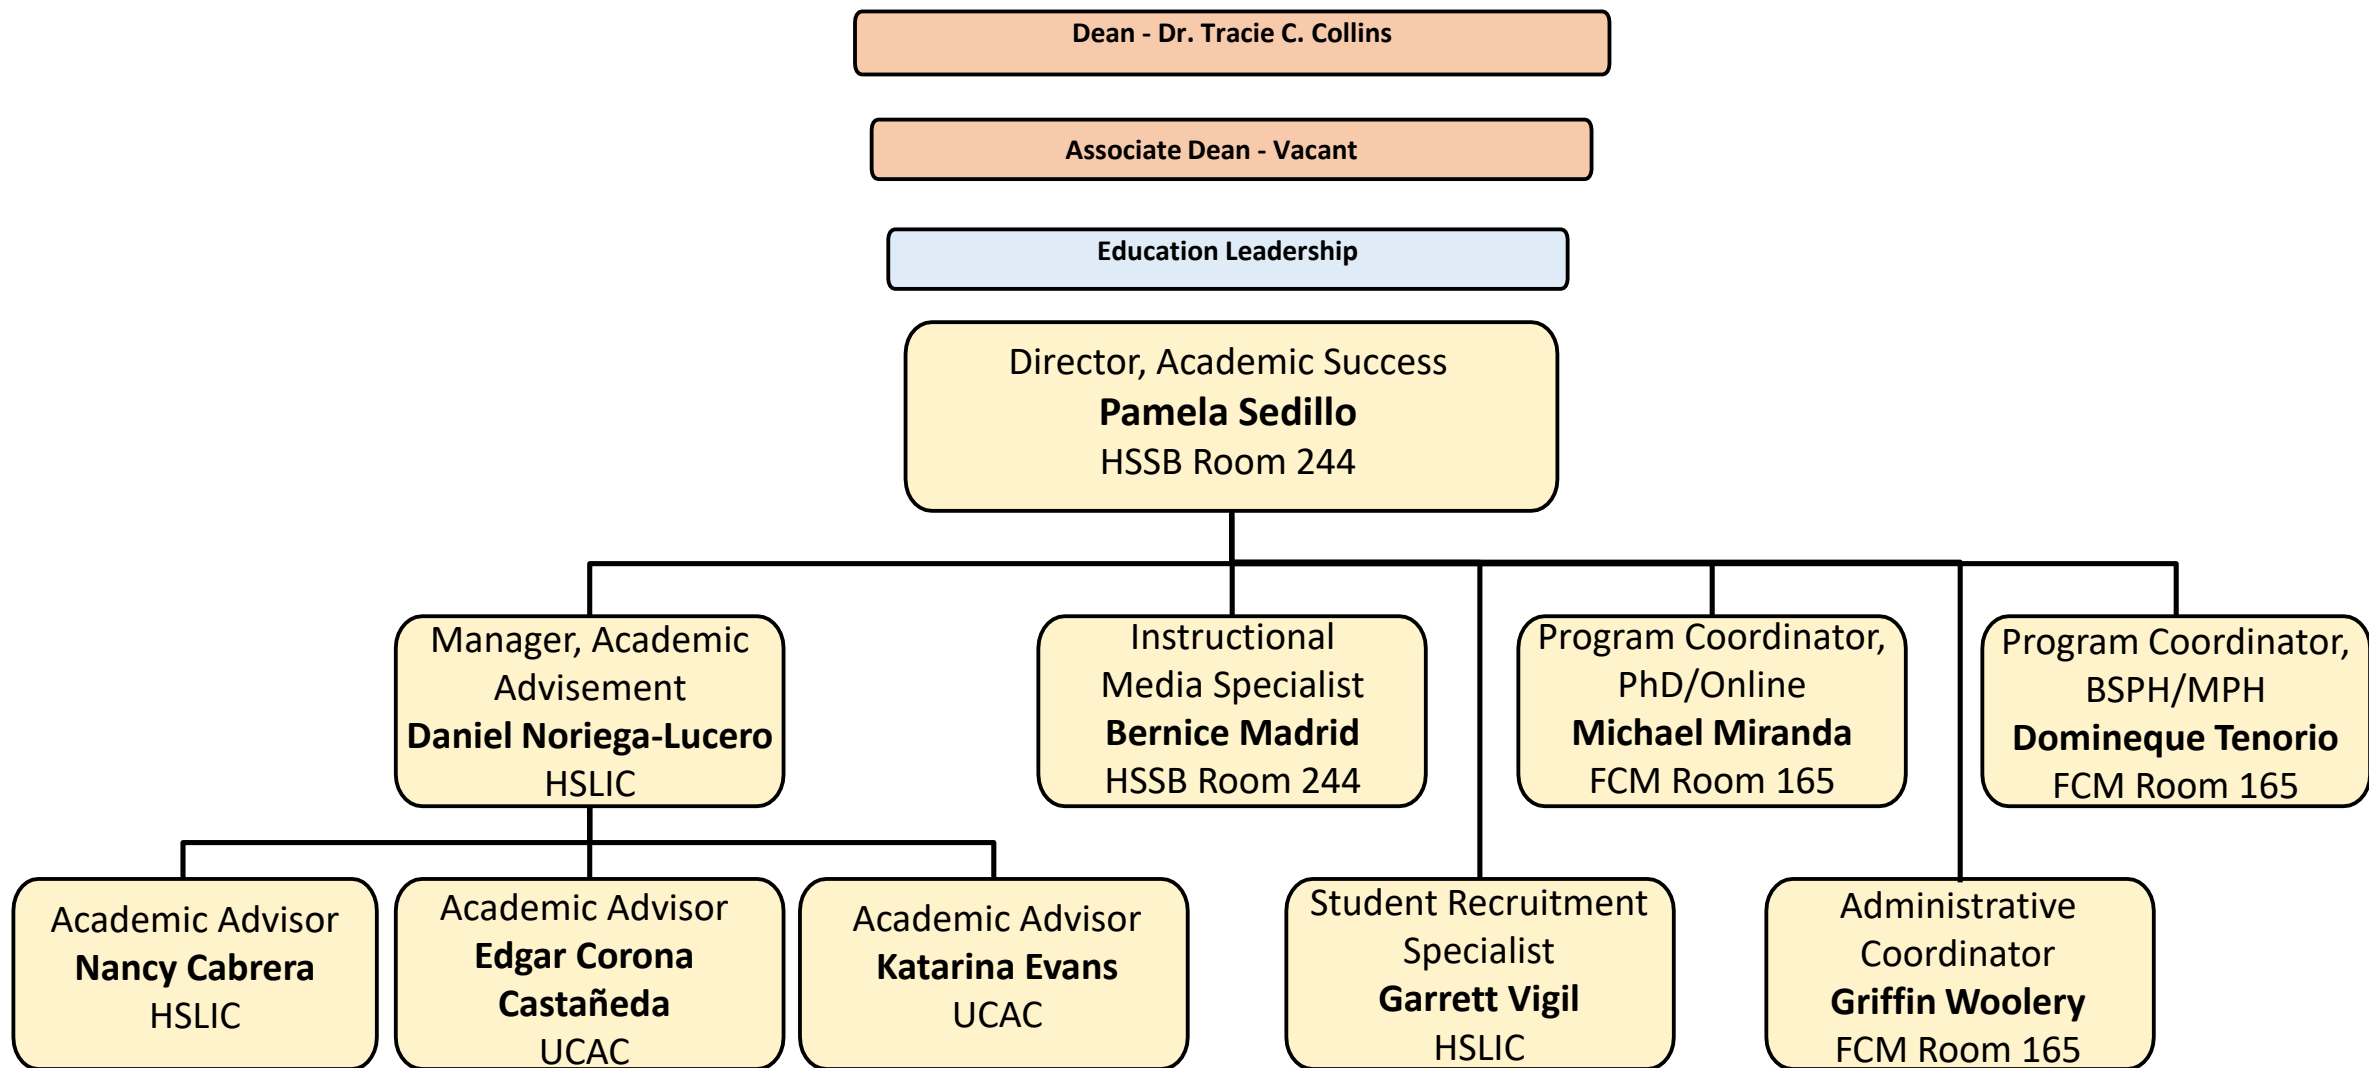 Dean - Dr. Tracie C. Collins
Associate Dean - Vacant
Education Leadership
Director, Academic Success
Pamela Sedillo
HSSB Room 244
Manager, Academic
Advisement
Daniel Noriega-Lucero
HSLIC
Instructional
Media Specialist
Bernice Madrid
HSSB Room 244
Program Coordinator,
PhD/Online
Michael Miranda
FCM Room 165
Program Coordinator,
BSPH/MPH
Domineque Tenorio
FCM Room 165
Academic Advisor
Nancy Cabrera
HSLIC
Academic Advisor
Edgar Corona
Castañeda
UCAC
Academic Advisor
Katarina Evans
UCAC
Student Recruitment
Specialist
Garrett Vigil
HSLIC
Administrative
Coordinator
Griffin Woolery
FCM Room 165